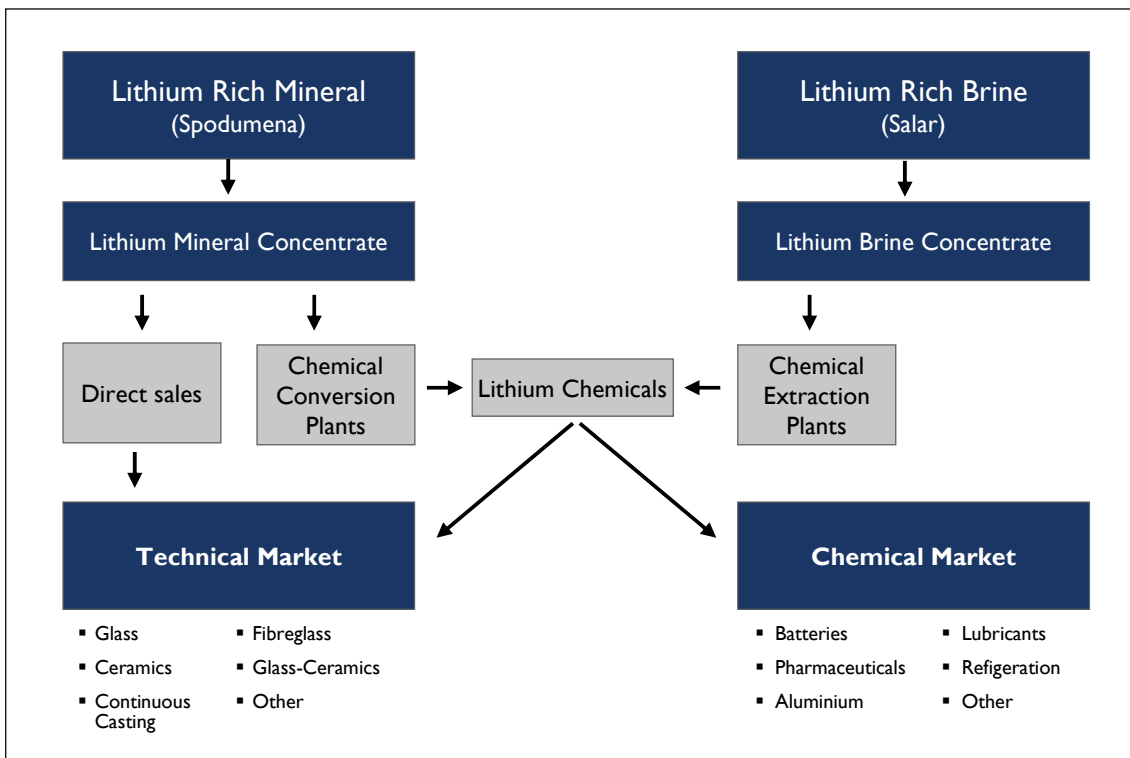 Lithium Rich Mineral
(Spodumena)
Lithium Rich Brine
(Salar)
Lithium Mineral Concentrate
Lithium Brine Concentrate
Direct sales
Chemical
Conversion
Plants
Lithium Chemicals
Chemical
Extraction
Plants
Technical Market
Chemical Market
▪ Glass
▪ Ceramics
▪ Continuous
Casting
▪ Fibreglass
▪ Glass-Ceramics
▪ Other
▪ Batteries
▪ Pharmaceuticals
▪ Aluminium
▪ Lubricants
▪ Refigeration
▪ Other